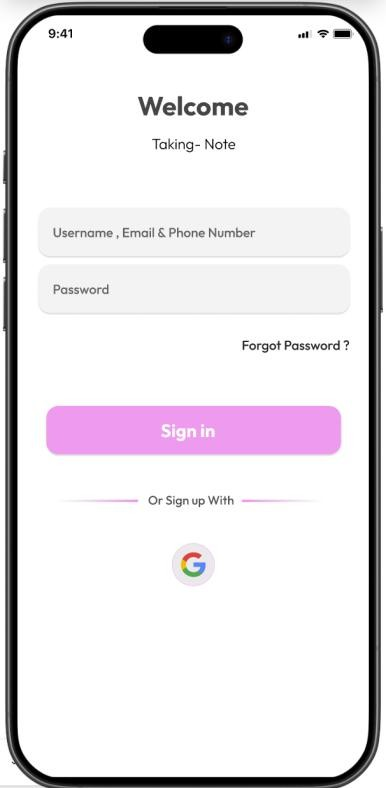 9:41
Welcome
Taking- Note
Username , Email & Phone Number
Password
Forgot Password ?
Sign in
Or Sign up With
G